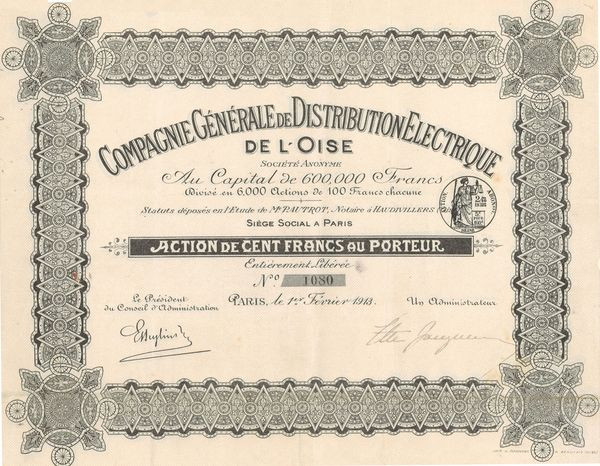 COMPAGNIE GÉNÉRALE DE DISTRIBUTION ELECTRIQUE
DE L'OISE
SOCIÉTÉ ANONYME
Au Capital de 600,000 Francs
Divisé en 6,000 Actions de 100 Francs chacune
Statuts déposés en l'Etude de Me PAUTROT, Notaire à HAUDIVILLERS
SIÈGE SOCIAL A PARIS
ACTION DE CENT FRANCS AU PORTEUR
Entièrement Libérée
No 1080
PARIS, le 1er Février 1913.
Le Président
du Conseil d'Administration
Un Administrateur